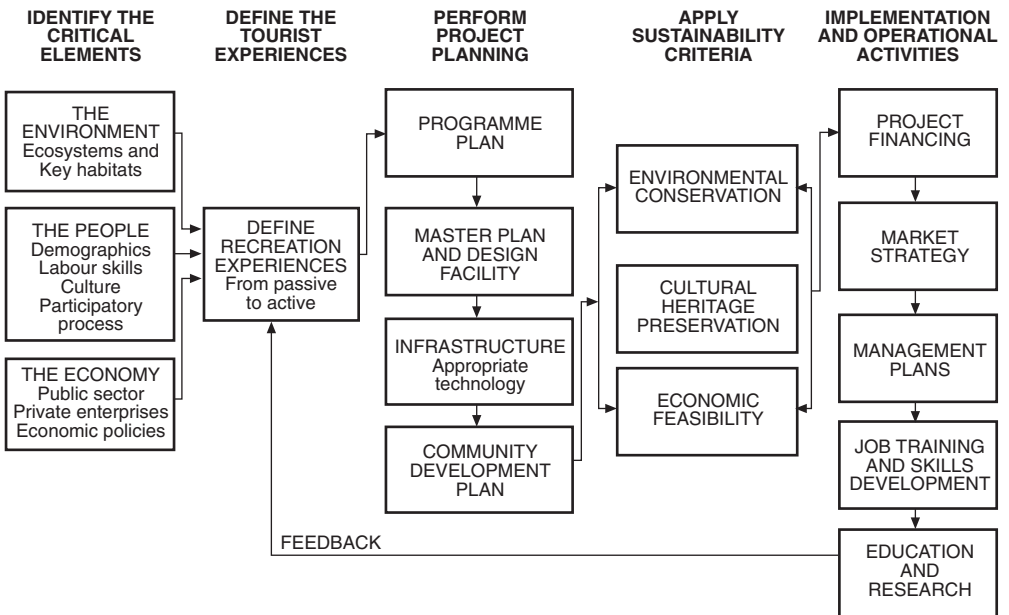 IDENTIFY THE
CRITICAL
ELEMENTS
DEFINE THE
TOURIST
EXPERIENCES
PERFORM
PROJECT
PLANNING
APPLY
SUSTAINABILITY
CRITERIA
IMPLEMENTATION
AND OPERATIONAL
ACTIVITIES
THE
ENVIRONMENT
Ecosystems and
Key habitats
THE PEOPLE
Demographics
Labour skills
Culture
Participatory
process
THE ECONOMY
Public sector
Private enterprises
Economic policies
DEFINE
RECREATION
EXPERIENCES
From passive
to active
PROGRAMME
PLAN
MASTER PLAN
AND DESIGN
FACILITY
INFRASTRUCTURE
Appropriate
technology
COMMUNITY
DEVELOPMENT
PLAN
ENVIRONMENTAL
CONSERVATION
CULTURAL
HERITAGE
PRESERVATION
ECONOMIC
FEASIBILITY
PROJECT
FINANCING
MARKET
STRATEGY
MANAGEMENT
PLANS
JOB TRAINING
AND SKILLS
DEVELOPMENT
EDUCATION
AND
RESEARCH
FEEDBACK